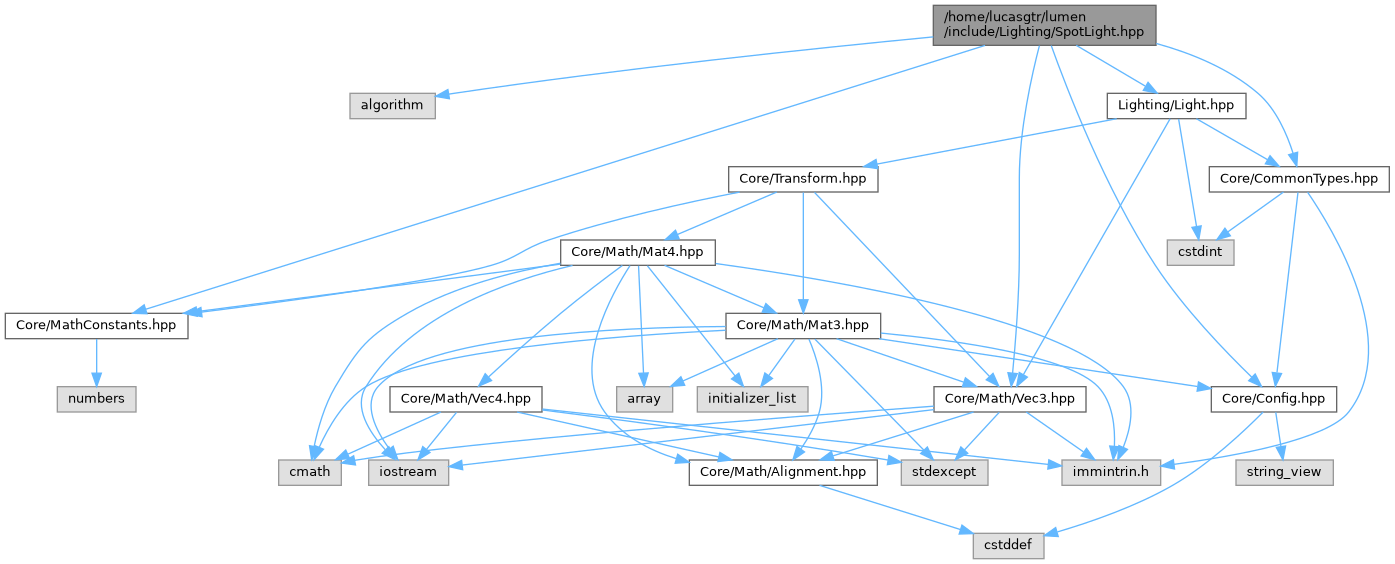 /home/lucasgtr/lumen
/include/Lighting/SpotLight.hpp
algorithm
Lighting/Light.hpp
Core/Transform.hpp
Core/CommonTypes.hpp
Core/Math/Mat4.hpp
cstdint
Core/MathConstants.hpp
Core/Math/Mat3.hpp
numbers
Core/Math/Vec4.hpp
array
initializer_list
Core/Math/Vec3.hpp
Core/Config.hpp
cmath
iostream
Core/Math/Alignment.hpp
stdexcept
immintrin.h
string_view
cstddef